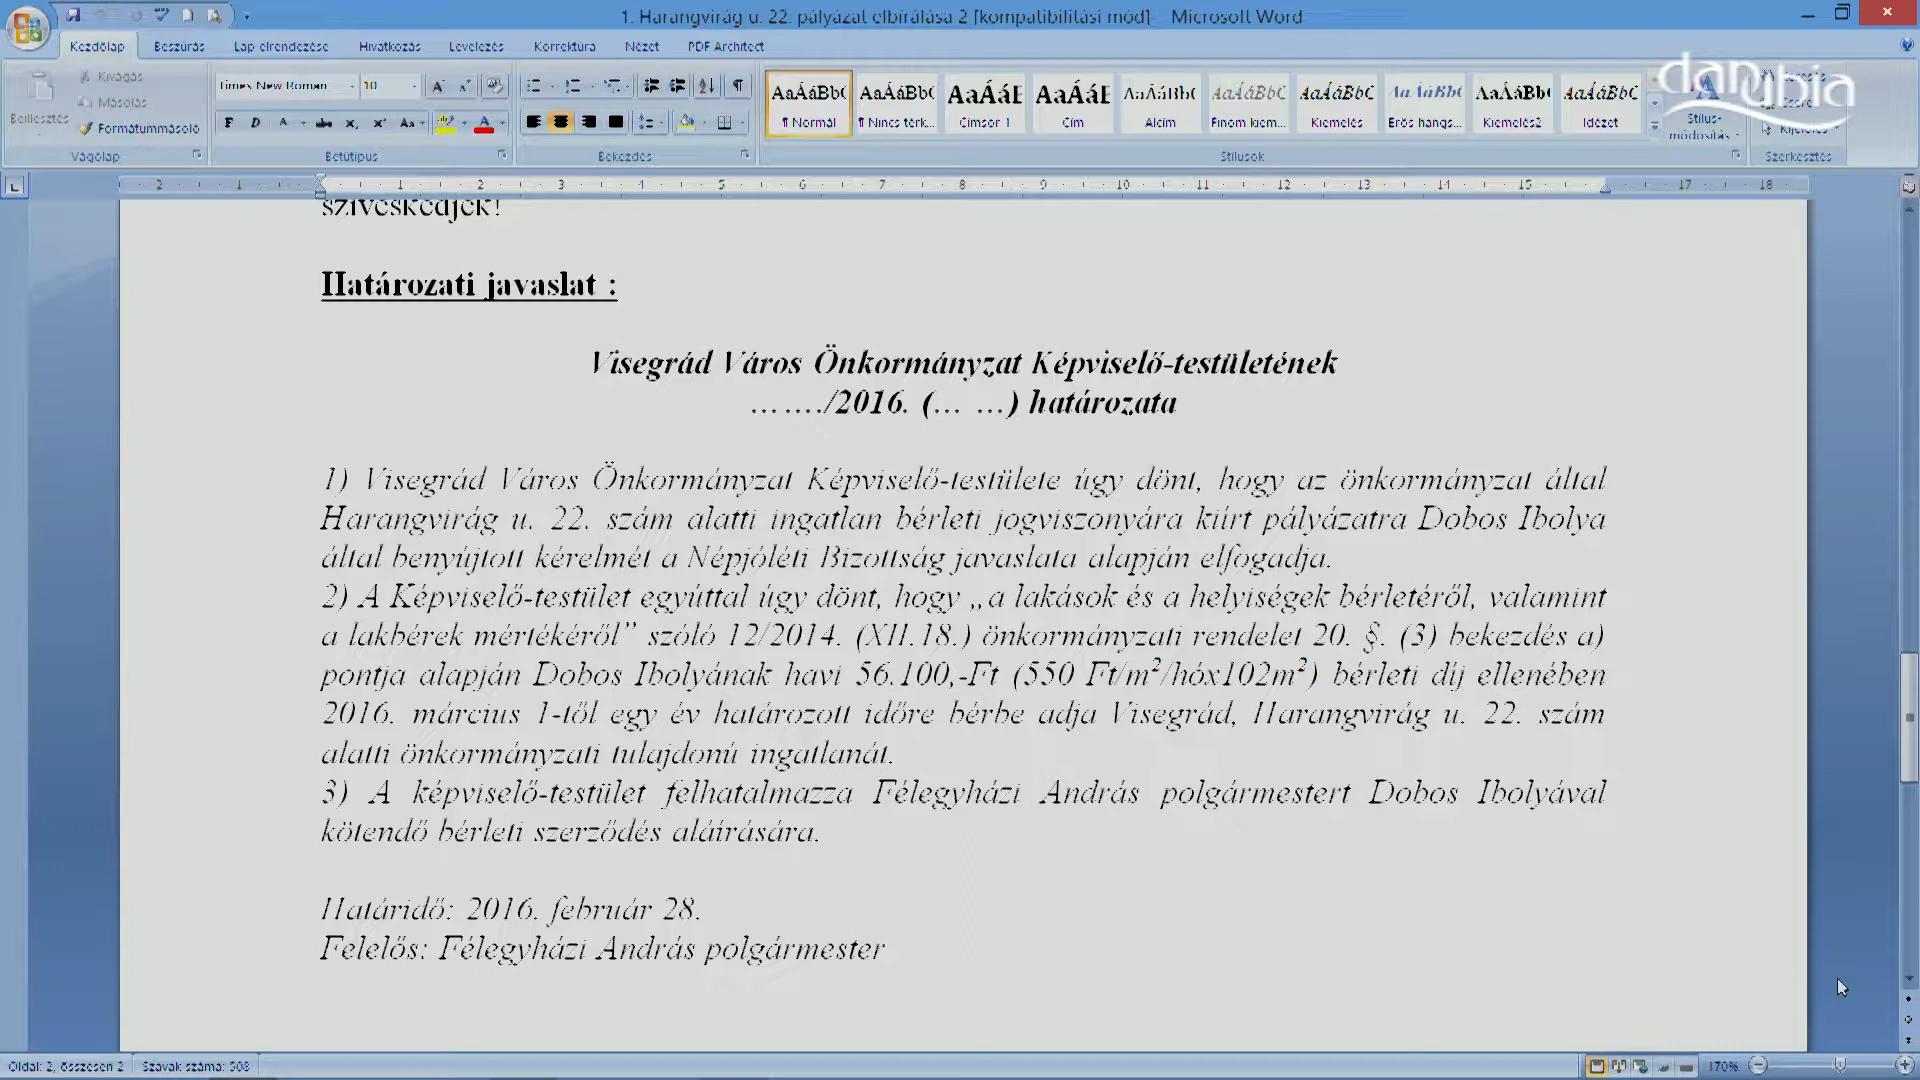 1. Harangvirág u. 22. pályázat elbírálása 2 [kompatibilitási mód] - Microsoft Word
Kezdőlap Beszúrás Lap elrendezése Hivatkozás Levelezés Korrektúra Nézet PDF Architect
danubia
Kivágás
Másolás
Formátummásoló
Beillesztés
Vágólap
Times New Roman 10
Betűtípus
Bekezdés
¶ Normál ¶ Nincs térk... Címsor 1 Cím Alcím Finom kiem... Kiemelés Erős hangs... Kiemelés2 Idézet
Stílusok
Stílus-
módosítás
Kijelölés
Szerkesztés
szíveskedjék!
Határozati javaslat :
Visegrád Város Önkormányzat Képviselő-testületének
……./2016. (… …) határozata
1) Visegrád Város Önkormányzat Képviselő-testülete úgy dönt, hogy az önkormányzat által
Harangvirág u. 22. szám alatti ingatlan bérleti jogviszonyára kiírt pályázatra Dobos Ibolya
által benyújtott kérelmét a Népjóléti Bizottság javaslata alapján elfogadja.
2) A Képviselő-testület egyúttal úgy dönt, hogy „a lakások és a helyiségek bérletéről, valamint
a lakbérek mértékéről” szóló 12/2014. (XII.18.) önkormányzati rendelet 20. §. (3) bekezdés a)
pontja alapján Dobos Ibolyának havi 56.100,-Ft (550 Ft/m²/hóx102m²) bérleti díj ellenében
2016. március 1-től egy év határozott időre bérbe adja Visegrád, Harangvirág u. 22. szám
alatti önkormányzati tulajdonú ingatlanát.
3) A képviselő-testület felhatalmazza Félegyházi András polgármestert Dobos Ibolyával
kötendő bérleti szerződés aláírására.
Határidő: 2016. február 28.
Felelős: Félegyházi András polgármester
Oldal: 2, összesen 2 Szavak száma: 508 170%